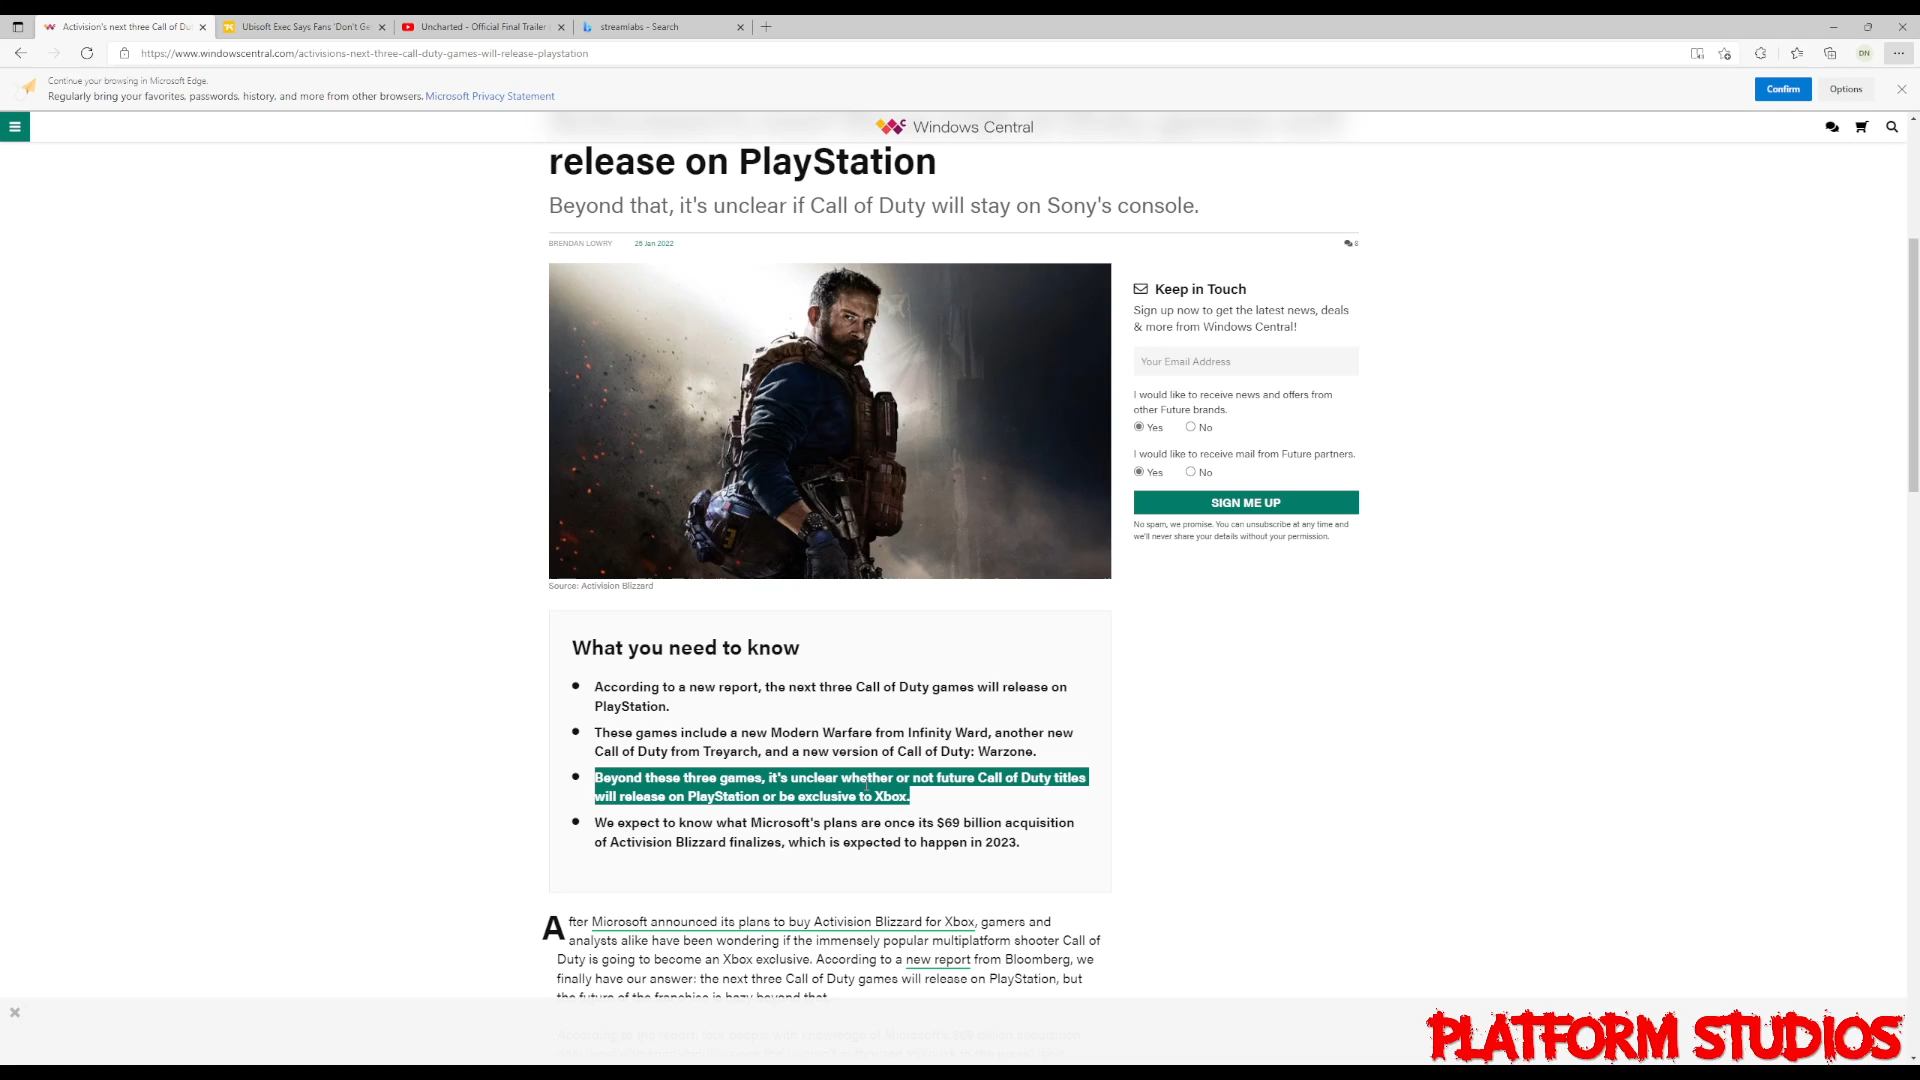 Activision's next three Call of Du
Ubisoft Exec Says Fans 'Don't Ge
Uncharted - Official Final Trailer
streamlabs - Search
https://www.windowscentral.com/activisions-next-three-call-duty-games-will-release-playstation
DN
Continue your browsing in Microsoft Edge.
Regularly bring your favorites, passwords, history, and more from other browsers. Microsoft Privacy Statement
Confirm
Options
Windows Central
release on PlayStation
Beyond that, it's unclear if Call of Duty will stay on Sony's console.
BRENDAN LOWRY
8
Keep in Touch
Sign up now to get the latest news, deals
& more from Windows Central!
Your Email Address
I would like to receive news and offers from
other Future brands.
Yes No
I would like to receive mail from Future partners.
Yes No
SIGN ME UP
No spam, we promise. You can unsubscribe at any time and
we'll never share your details without your permission.
Source: Activision Blizzard
What you need to know
According to a new report, the next three Call of Duty games will release on
PlayStation.
These games include a new Modern Warfare from Infinity Ward, another new
Call of Duty from Treyarch, and a new version of Call of Duty: Warzone.
Beyond these three games, it's unclear whether or not future Call of Duty titles
will release on PlayStation or be exclusive to Xbox.
We expect to know what Microsoft's plans are once its $69 billion acquisition
of Activision Blizzard finalizes, which is expected to happen in 2023.
After Microsoft announced its plans to buy Activision Blizzard for Xbox, gamers and
analysts alike have been wondering if the immensely popular multiplatform shooter Call of
Duty is going to become an Xbox exclusive. According to a new report from Bloomberg, we
finally have our answer: the next three Call of Duty games will release on PlayStation, but
the future of the franchise is hazy beyond that.
PLATFORM STUDIOS